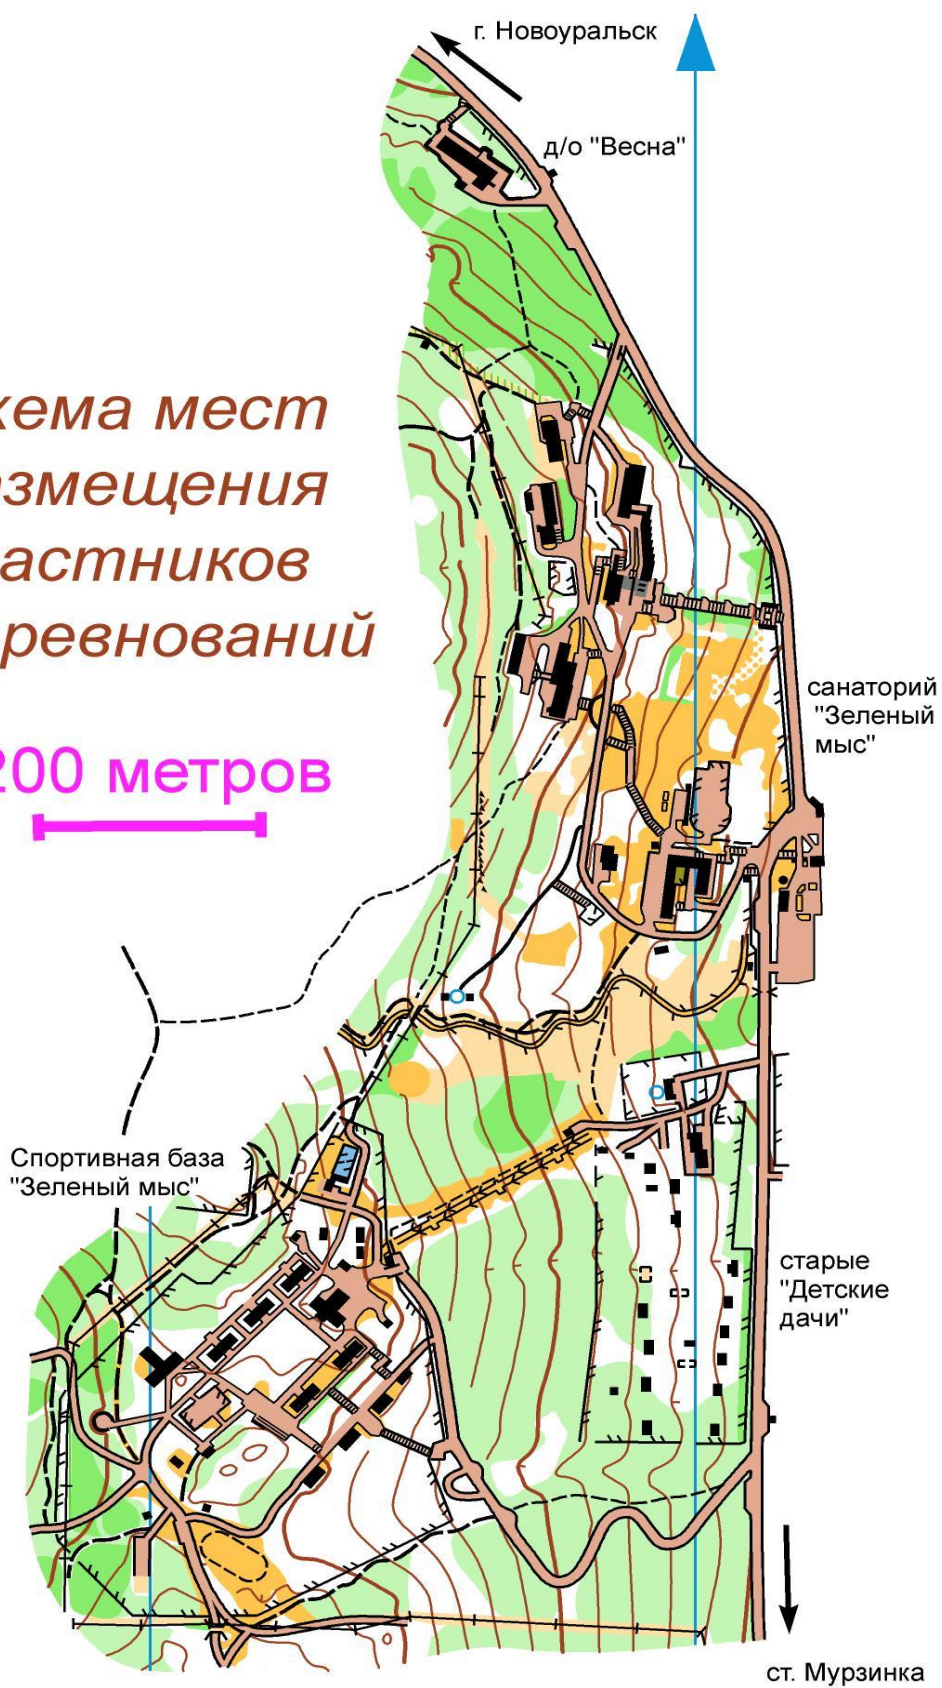 г. Новоуральск
д/о "Весна"
хема мест
азмещения
астников
ревнований
санаторий
"Зеленый
мыс"
200 метров
Спортивная база
"Зеленый мыс"
старые
"Детские
дачи"
ст. Мурзинка